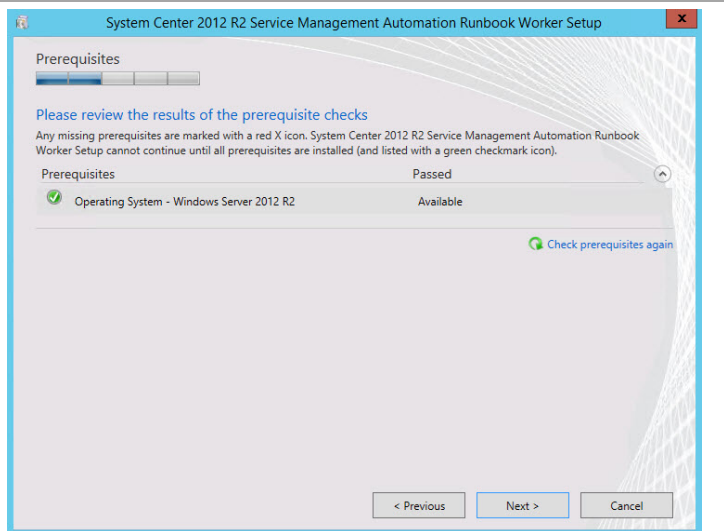 System Center 2012 R2 Service Management Automation Runbook Worker Setup
x
Prerequisites
Please review the results of the prerequisite checks
Any missing prerequisites are marked with a red X icon. System Center 2012 R2 Service Management Automation Runbook
Worker Setup cannot continue until all prerequisites are installed (and listed with a green checkmark icon).
Prerequisites Passed
Operating System - Windows Server 2012 R2 Available
Check prerequisites again
< Previous Next > Cancel